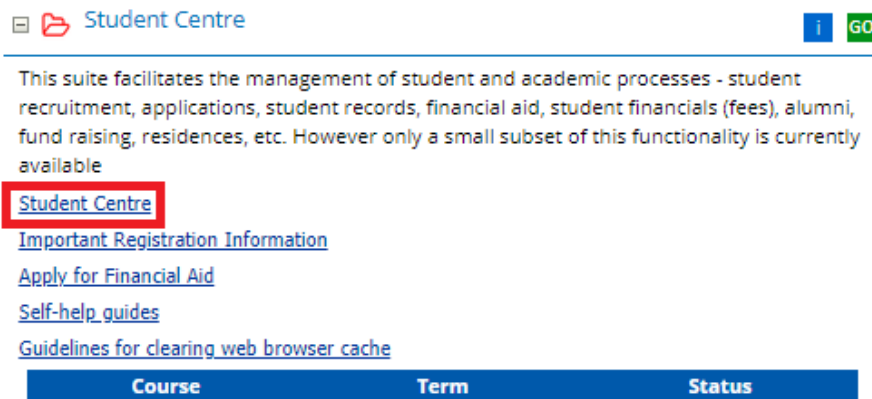 Student Centre
i GO
This suite facilitates the management of student and academic processes - student
recruitment, applications, student records, financial aid, student financials (fees), alumni,
fund raising, residences, etc. However only a small subset of this functionality is currently
available
Student Centre
Important Registration Information
Apply for Financial Aid
Self-help guides
Guidelines for clearing web browser cache
Course Term Status